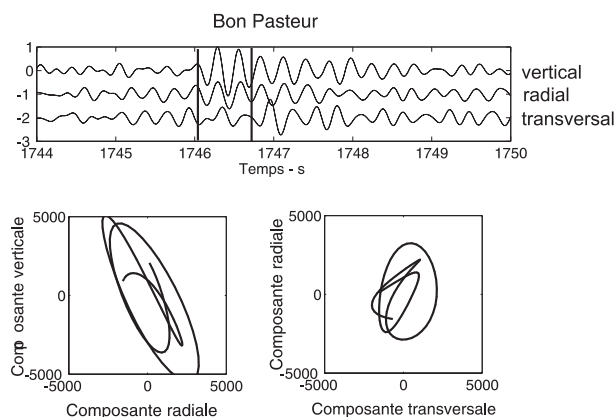 Bon Pasteur
1
0
-1
-2
-3
vertical
radial
transversal
1744 1745 1746 1747 1748 1749 1750
Temps - s
5000
0
-5000
Composante verticale
-5000 0 5000
Composante radiale
5000
0
-5000
Composante radiale
-5000 0 5000
Composante transversale